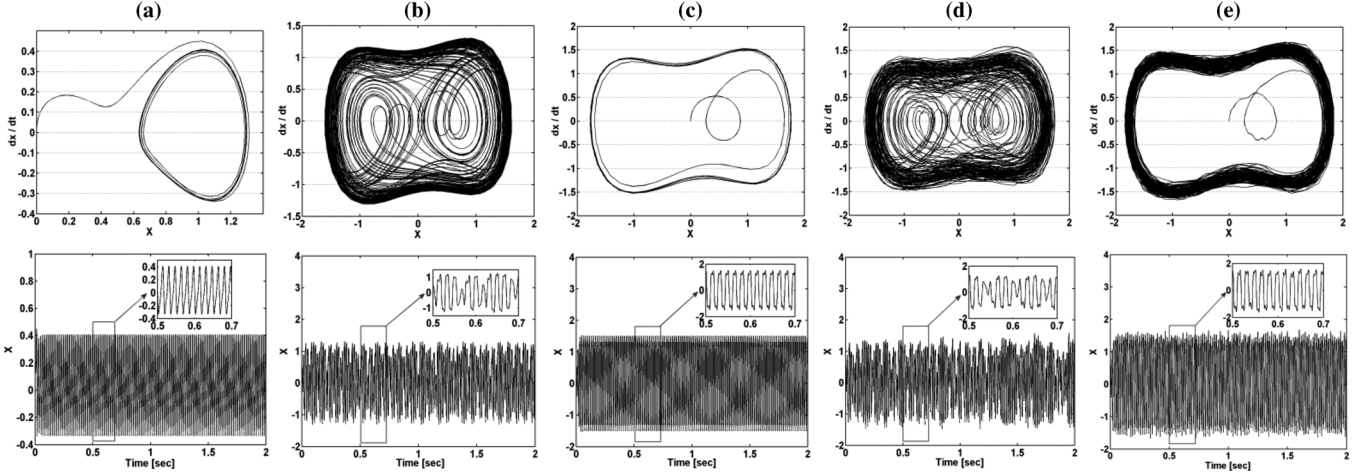 (a) (b) (c) (d) (e)
0.4 0.3 0.2 0.1 0 -0.1 -0.2 -0.3 -0.4
dx / dt
0 0.2 0.4 0.6 0.8 1.0 1.2
X
1.5 1 0.5 0 -0.5 -1 -1.5
dx / dt
-2 -1 0 1 2
X
2 1.5 1 0.5 0 -0.5 -1 -1.5 -2
dx / dt
-2 -1 0 1 2
X
2 1.5 1 0.5 0 -0.5 -1 -1.5 -2
dx / dt
-2 -1 0 1 2
X
2 1.5 1 0.5 0 -0.5 -1 -1.5 -2
dx / dt
-2 -1 0 1 2
X
1 0.8 0.6 0.4 0.2 0 -0.2 -0.4
X
0.4 0.2 0 -0.2 -0.4
0.5 0.6 0.7
0 0.5 1 1.5 2
Time [sec]
4 3 2 1 0 -1 -2
X
1 0 -1
0.5 0.6 0.7
0 0.5 1 1.5 2
Time [sec]
4 3 2 1 0 -1 -2
X
2 0 -2
0.5 0.6 0.7
0 0.5 1 1.5 2
Time [sec]
4 3 2 1 0 -1 -2
X
2 0 -2
0.5 0.6 0.7
0 0.5 1 1.5 2
Time [sec]
4 3 2 1 0 -1 -2
X
2 0 -2
0.5 0.6 0.7
0 0.5 1 1.5 2
Time [sec]